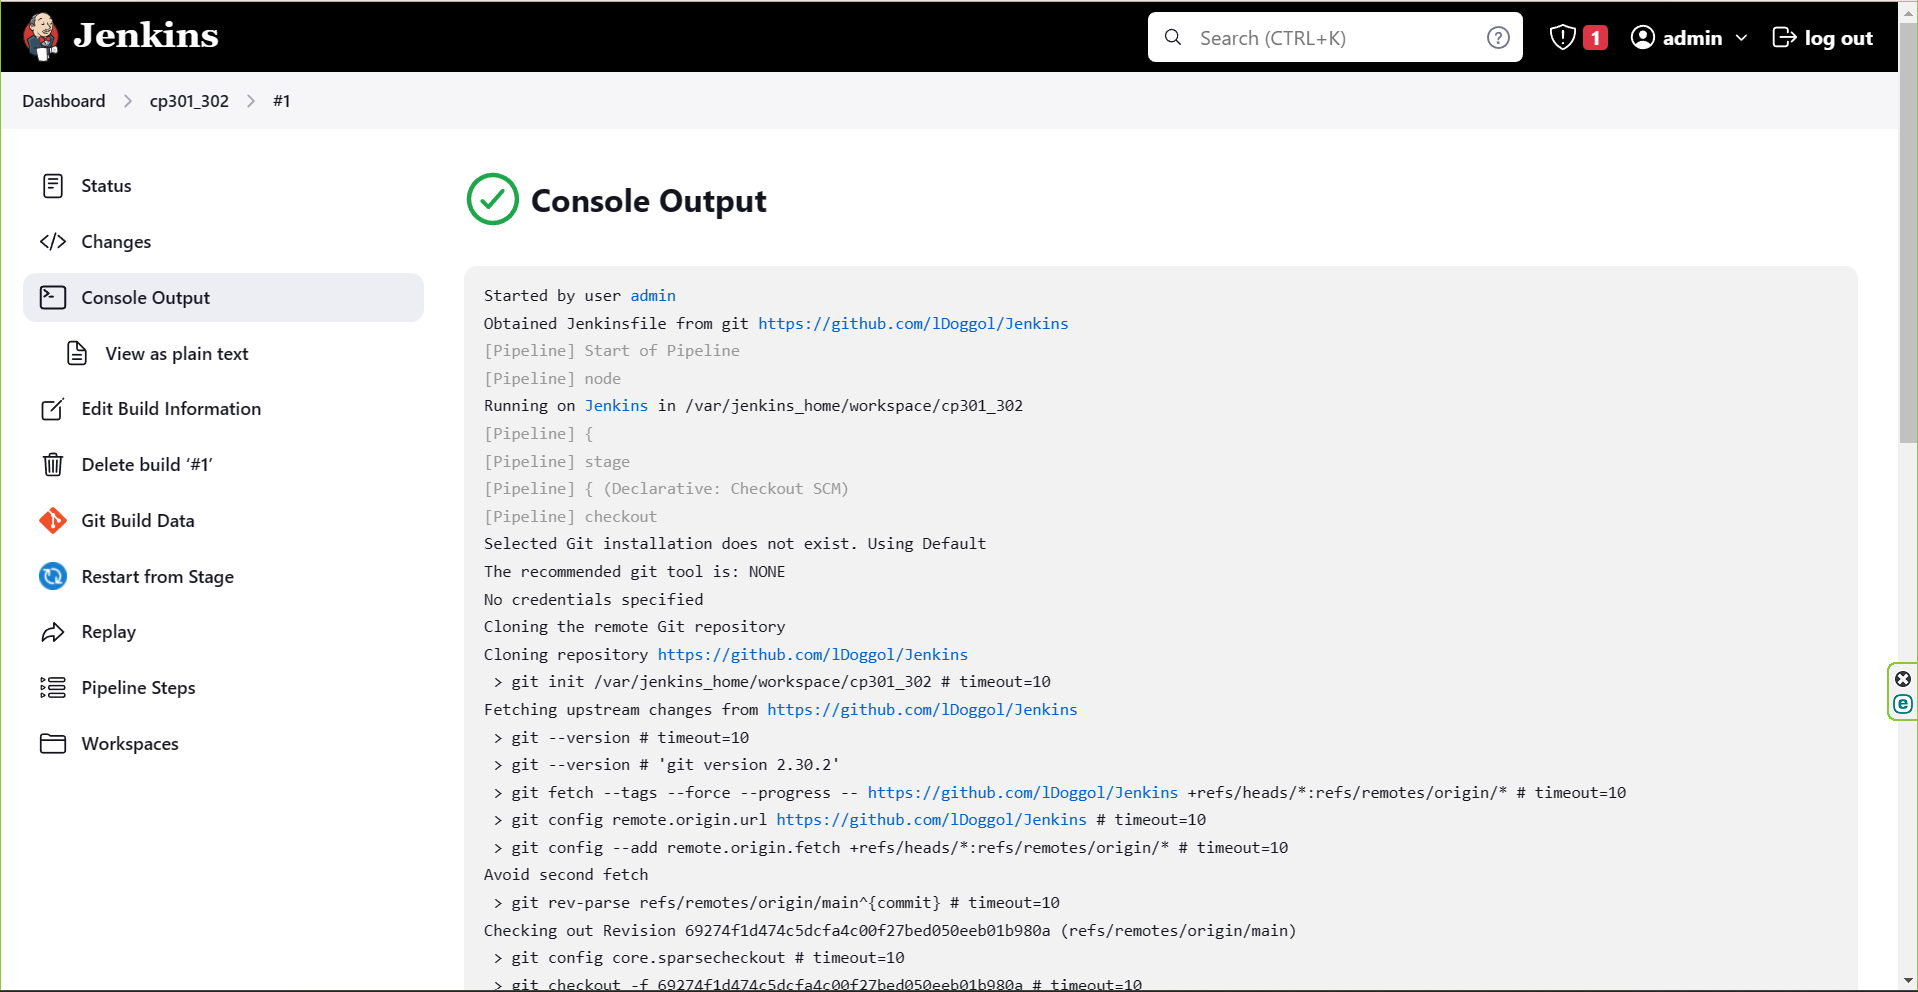 Jenkins
Search (CTRL+K)
1
admin
log out
Dashboard
cp301_302
#1
Status
Changes
Console Output
View as plain text
Edit Build Information
Delete build ‘#1’
Git Build Data
Restart from Stage
Replay
Pipeline Steps
Workspaces
Console Output
Started by user admin
Obtained Jenkinsfile from git https://github.com/lDoggol/Jenkins
[Pipeline] Start of Pipeline
[Pipeline] node
Running on Jenkins in /var/jenkins_home/workspace/cp301_302
[Pipeline] {
[Pipeline] stage
[Pipeline] { (Declarative: Checkout SCM)
[Pipeline] checkout
Selected Git installation does not exist. Using Default
The recommended git tool is: NONE
No credentials specified
Cloning the remote Git repository
Cloning repository https://github.com/lDoggol/Jenkins
> git init /var/jenkins_home/workspace/cp301_302 # timeout=10
Fetching upstream changes from https://github.com/lDoggol/Jenkins
> git --version # timeout=10
> git --version # 'git version 2.30.2'
> git fetch --tags --force --progress -- https://github.com/lDoggol/Jenkins +refs/heads/*:refs/remotes/origin/* # timeout=10
> git config remote.origin.url https://github.com/lDoggol/Jenkins # timeout=10
> git config --add remote.origin.fetch +refs/heads/*:refs/remotes/origin/* # timeout=10
Avoid second fetch
> git rev-parse refs/remotes/origin/main^{commit} # timeout=10
Checking out Revision 69274f1d474c5dcfa4c00f27bed050eeb01b980a (refs/remotes/origin/main)
> git config core.sparsecheckout # timeout=10
> git checkout -f 69274f1d474c5dcfa4c00f27bed050eeb01b980a # timeout=10